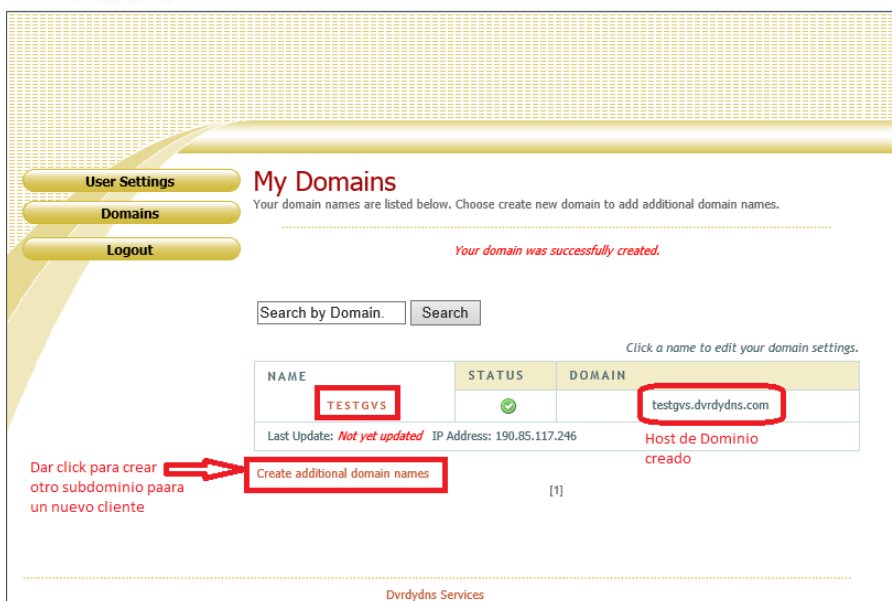 User Settings
Domains
Logout
My Domains
Your domain names are listed below. Choose create new domain to add additional domain names.
Your domain was successfully created.
Search by Domain.
Search
Click a name to edit your domain settings.
NAME STATUS DOMAIN
TESTGVS testgvs.dvrdydns.com
Last Update: Not yet updated IP Address: 190.85.117.246
Host de Dominio
creado
Dar click para crear
otro subdominio paara
un nuevo cliente
Create additional domain names
[1]
Dvrdydns Services